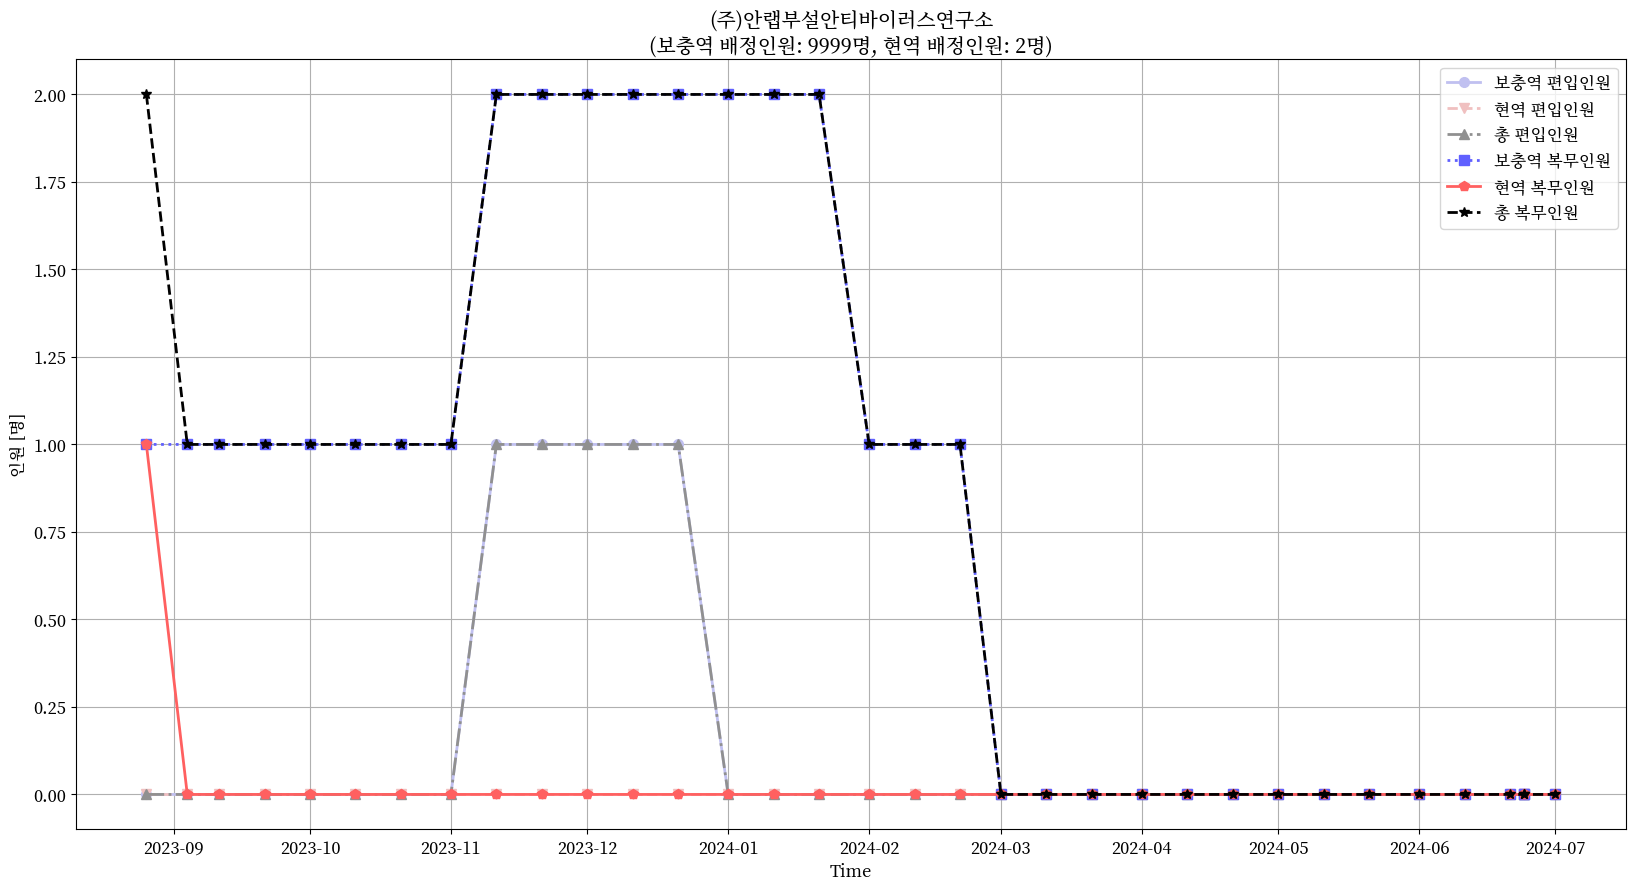 (주)안랩부설안티바이러스연구소
(보충역 배정인원: 9999명, 현역 배정인원: 2명)
보충역 편입인원
현역 편입인원
총 편입인원
보충역 복무인원
현역 복무인원
총 복무인원
인원 [명]
2.00
1.75
1.50
1.25
1.00
0.75
0.50
0.25
0.00
2023-09
2023-10
2023-11
2023-12
2024-01
2024-02
2024-03
2024-04
2024-05
2024-06
2024-07
Time